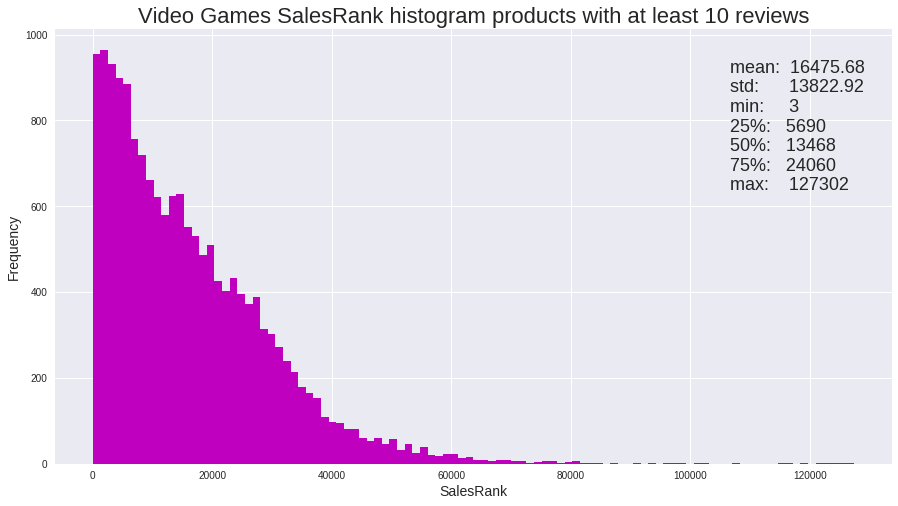 Video Games SalesRank histogram products with at least 10 reviews
1000
800
600
400
200
0
Frequency
mean: 16475.68
std: 13822.92
min: 3
25%: 5690
50%: 13468
75%: 24060
max: 127302
0 20000 40000 60000 80000 100000 120000
SalesRank